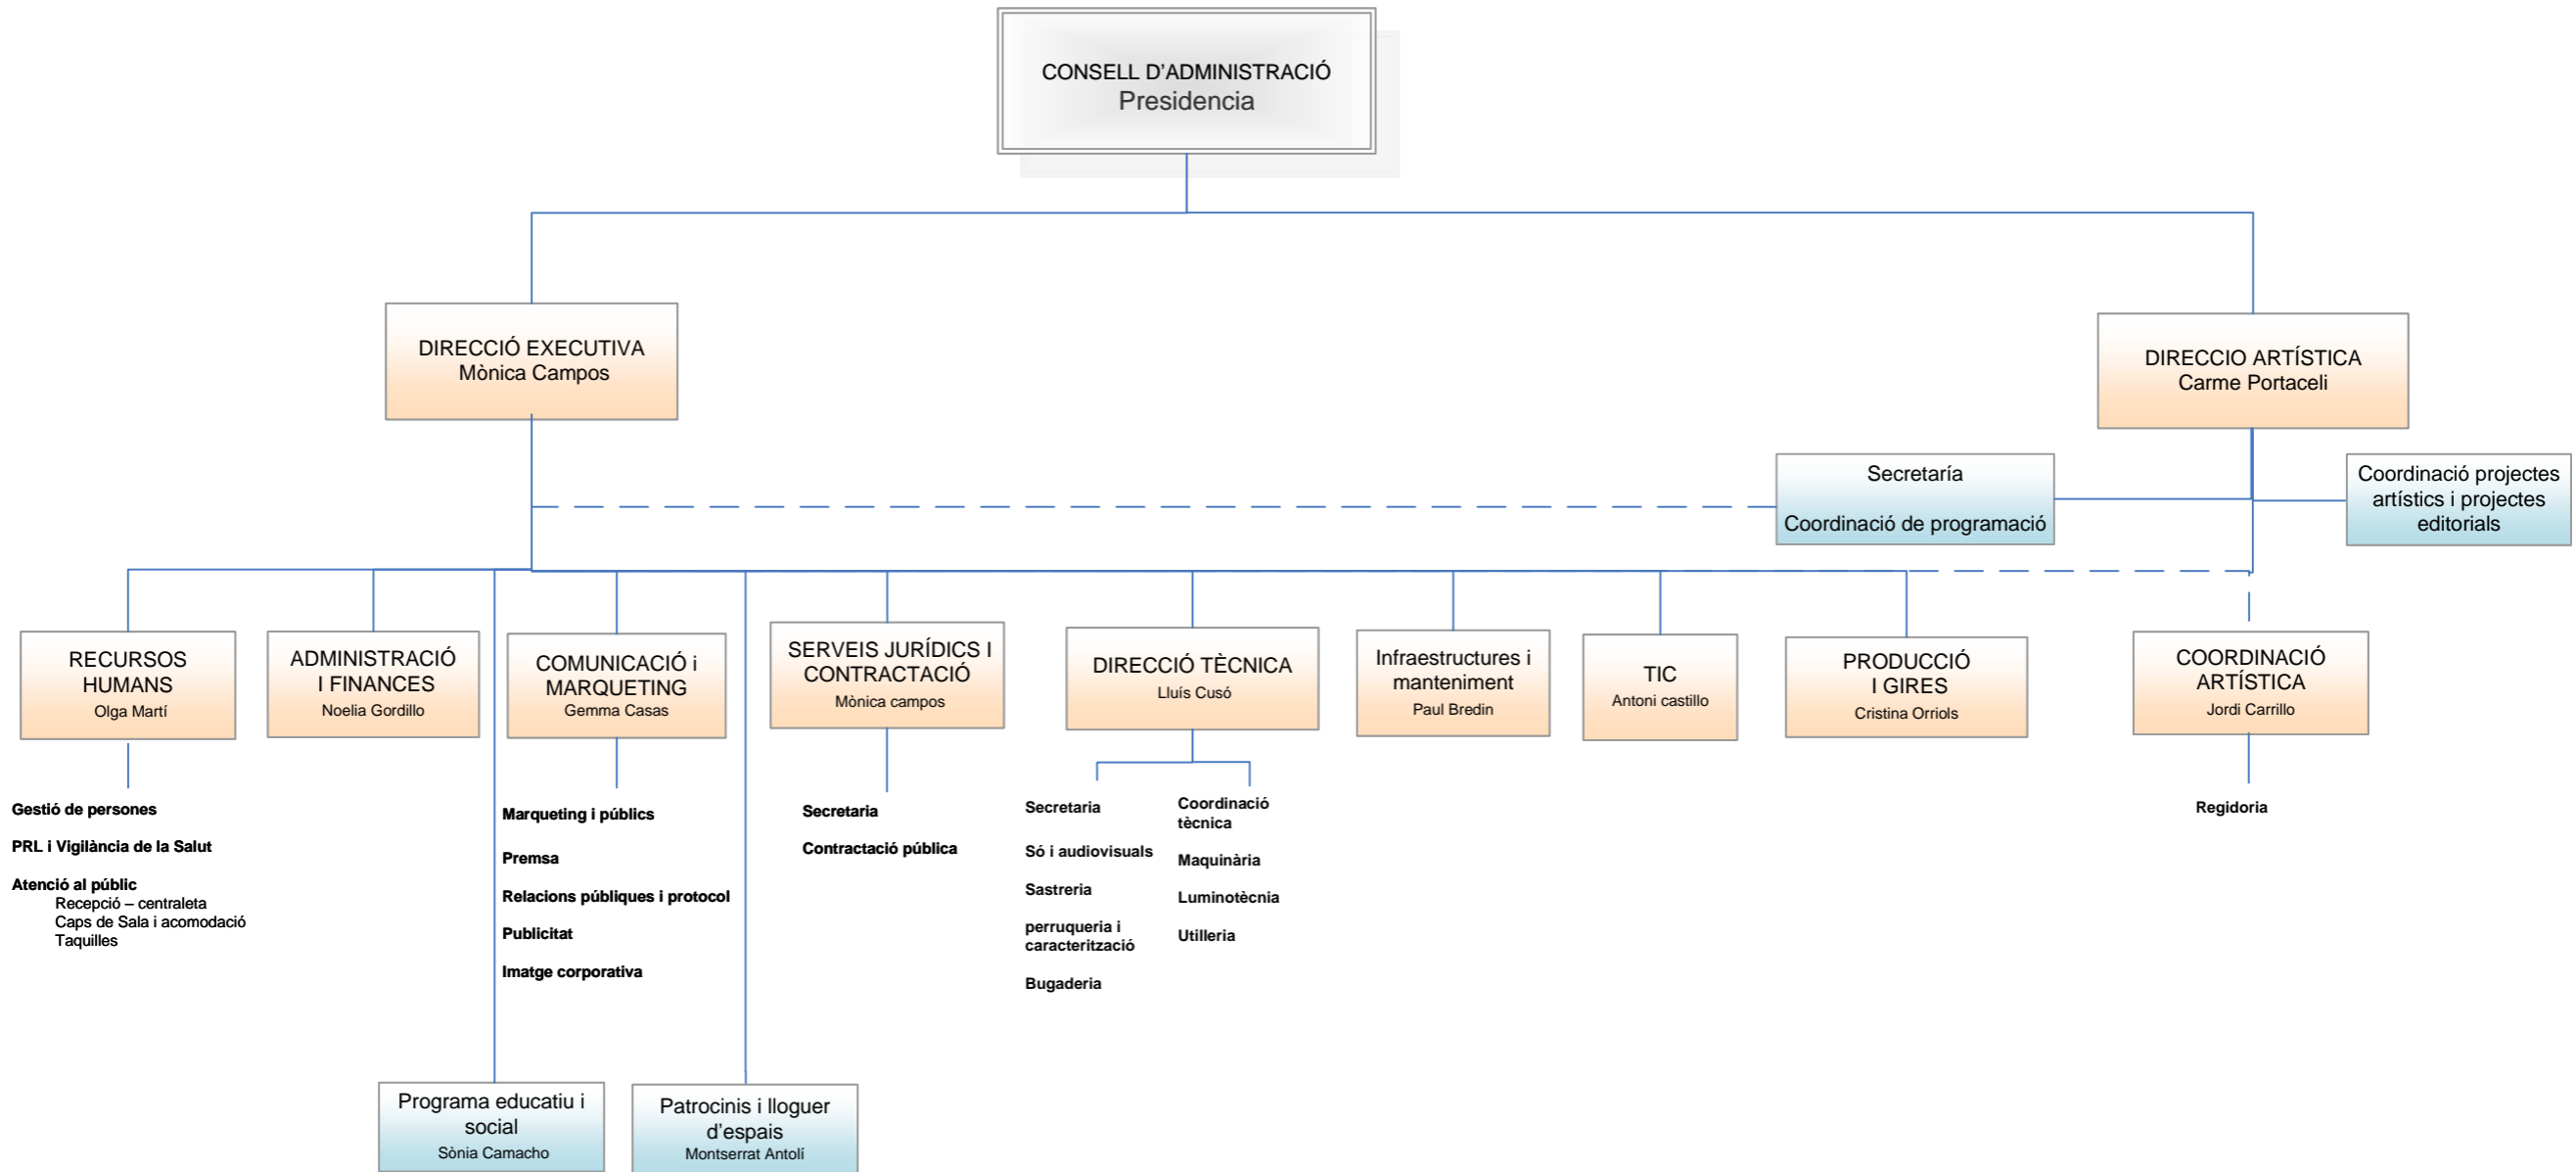 CONSELL D'ADMINISTRACIÓ
Presidencia
DIRECCIÓ EXECUTIVA
Mònica Campos
DIRECCIO ARTÍSTICA
Carme Portaceli
Secretaría
Coordinació de programació
Coordinació projectes
artístics i projectes
editorials
RECURSOS
HUMANS
Olga Martí
ADMINISTRACIÓ
I FINANCES
Noelia Gordillo
COMUNICACIÓ i
MARQUETING
Gemma Casas
SERVEIS JURÍDICS I
CONTRACTACIÓ
Mònica campos
DIRECCIÓ TÈCNICA
Lluís Cusó
Infraestructures i
manteniment
Paul Bredin
TIC
Antoni castillo
PRODUCCIÓ
I GIRES
Cristina Orriols
COORDINACIÓ
ARTÍSTICA
Jordi Carrillo
Gestió de persones
PRL i Vigilància de la Salut
Atenció al públic
Recepció – centraleta
Caps de Sala i acomodació
Taquilles
Marqueting i públics
Premsa
Relacions públiques i protocol
Publicitat
Imatge corporativa
Secretaria
Contractació pública
Secretaria
Só i audiovisuals
Sastreria
perruqueria i
caracterització
Bugaderia
Coordinació
tècnica
Maquinària
Luminotècnia
Utilleria
Regidoria
Programa educatiu i
social
Sònia Camacho
Patrocinis i lloguer
d'espais
Montserrat Antolí